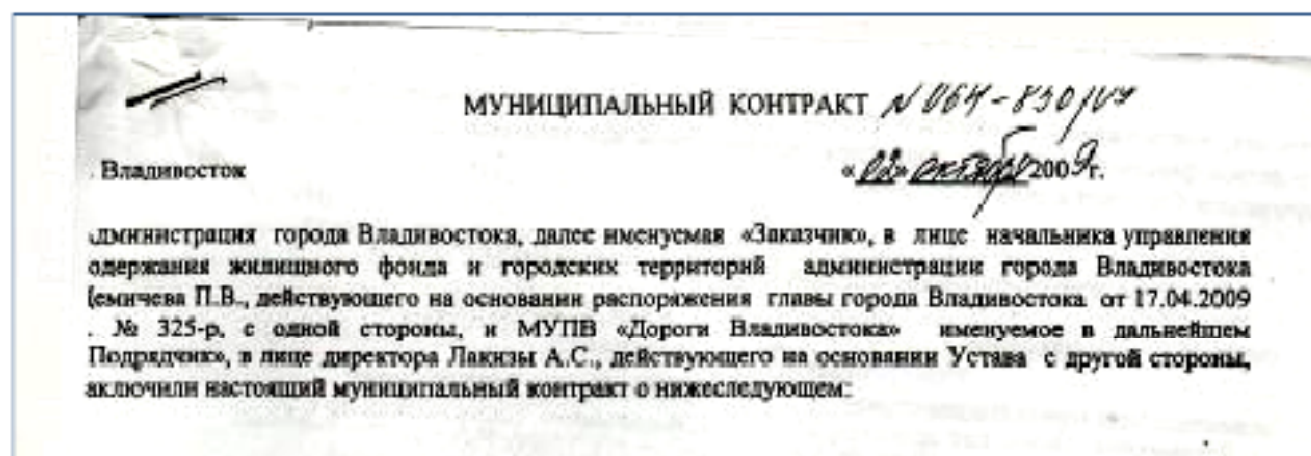 МУНИЦИПАЛЬНЫЙ КОНТРАКТ N 064-830/
. Владивосток «02» октября 2009г.
дминистрация города Владивостока, далее именуемая «Заказчик», в лице начальника управления
одержания жилищного фонда и городских территорий администрации города Владивостока
емичева П.В., действующего на основании распоряжения главы города Владивостока от 17.04.2009
. № 325-р, с одной стороны, и МУПВ «Дороги Владивостока» именуемое в дальнейшем
Подрядчик», в лице директора Лакизы А.С., действующего на основании Устава с другой стороны,
аключили настоящий муниципальный контракт о нижеследующем: